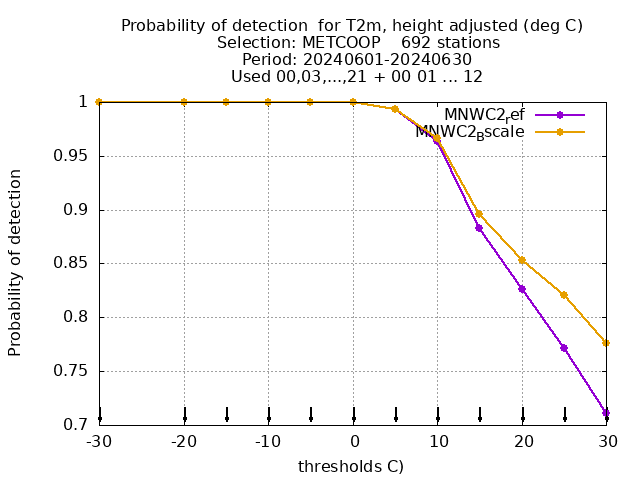 Probability of detection  for T2m, height adjusted (deg C)
Selection: METCOOP    692 stations
Period: 20240601-20240630
Used 00,03,...,21 + 00 01 ... 12
MNWC2ref
MNWC2Bscale
1
0.95
0.9
0.85
0.8
0.75
0.7
Probability of detection
-30 -20 -10 0 10 20 30
thresholds C)